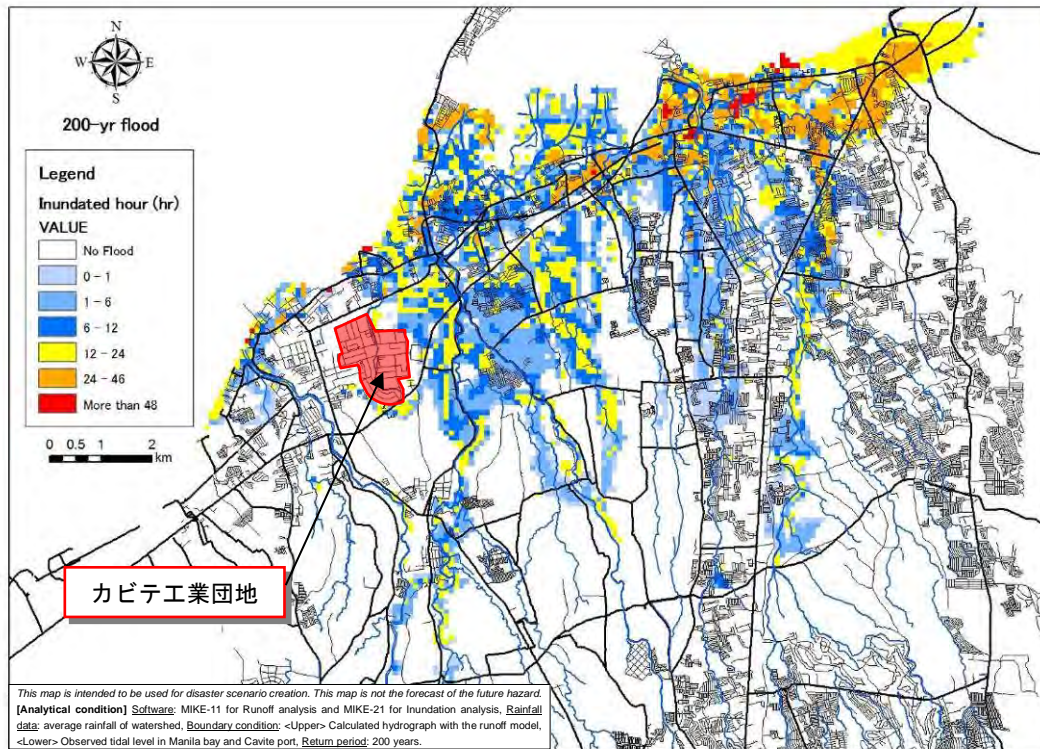 N
W E
S
200-yr flood
Legend
Inundated hour (hr)
VALUE
No Flood
0 - 1
1 - 6
6 - 12
12 - 24
24 - 46
More than 48
0 0.5 1 2
km
カビテ工業団地
This map is intended to be used for disaster scenario creation. This map is not the forecast of the future hazard.
[Analytical condition] Software: MIKE-11 for Runoff analysis and MIKE-21 for Inundation analysis, Rainfall
data: average rainfall of watershed, Boundary condition: <Upper> Calculated hydrograph with the runoff model,
<Lower> Observed tidal level in Manila bay and Cavite port, Return period: 200 years.